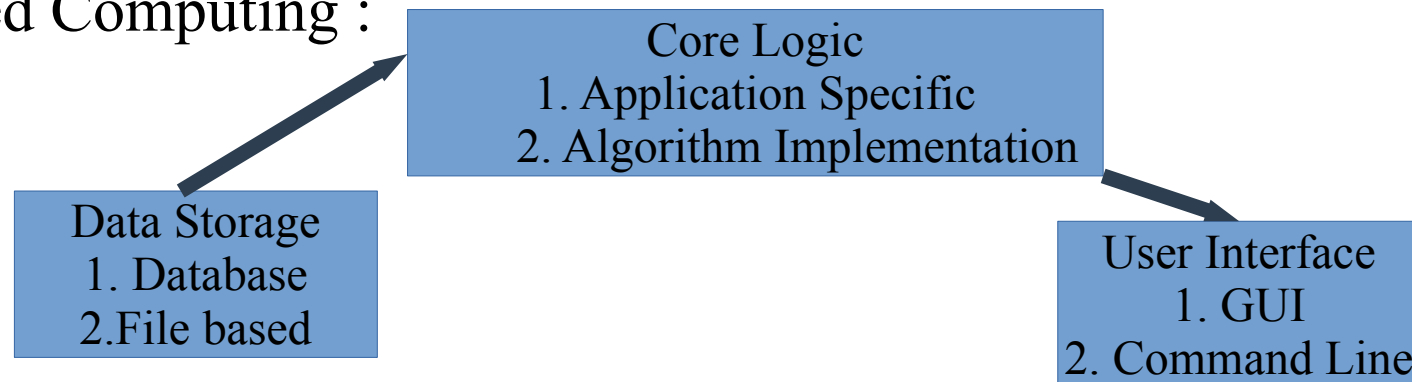 ed Computing :
Core Logic
1. Application Specific
2. Algorithm Implementation
Data Storage
1. Database
2.File based
User Interface
1. GUI
2. Command Line